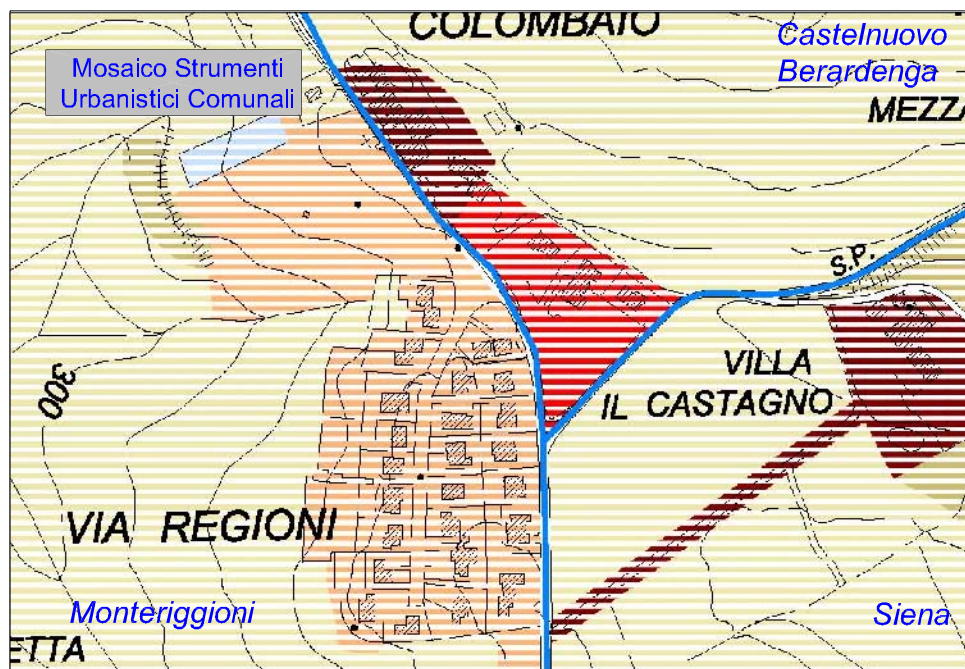 COLOMBAIO
Castelnuovo
Berardenga
Mosaico Strumenti
Urbanistici Comunali
MEZZA
S.P.
VILLA
IL CASTAGNO
300
VIA REGIONI
Monteriggioni
Siena
ETTA